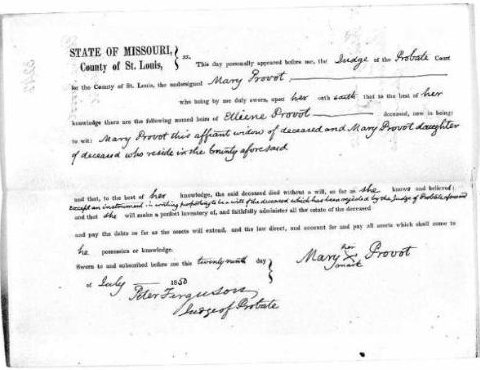 STATE OF MISSOURI, } ss.
County of St. Louis, This day personally appeared before me, the Judge of the Probate Court
for the County of St. Louis, the undersigned Mary Provot,
who being by me duly sworn, upon her oath saith that to the best of her
knowledge there are the following named heirs of Etleene Provot deceased, now in being;
to wit: Mary Provot this affiant widow of deceased and Mary Provot daughter
of deceased who reside in the County aforesaid
and that, to the best of her knowledge, the said deceased died without a will, so far as she knows and believes;
except an instrument in writing purporting to be a will of the deceased which has been rejected by the Judge of Probate aforesaid
and that she will make a perfect inventory of, and faithfully administer all the estate of the deceased
and pay the debts as far as the assets will extend, and the law direct, and account for and pay all assets which shall come to
he possession or knowledge.
Sworn to and subscribed before me this twenty ninth day
of July 1850
Mary her X mark Provot
Peter Ferguson
Judge of Probate